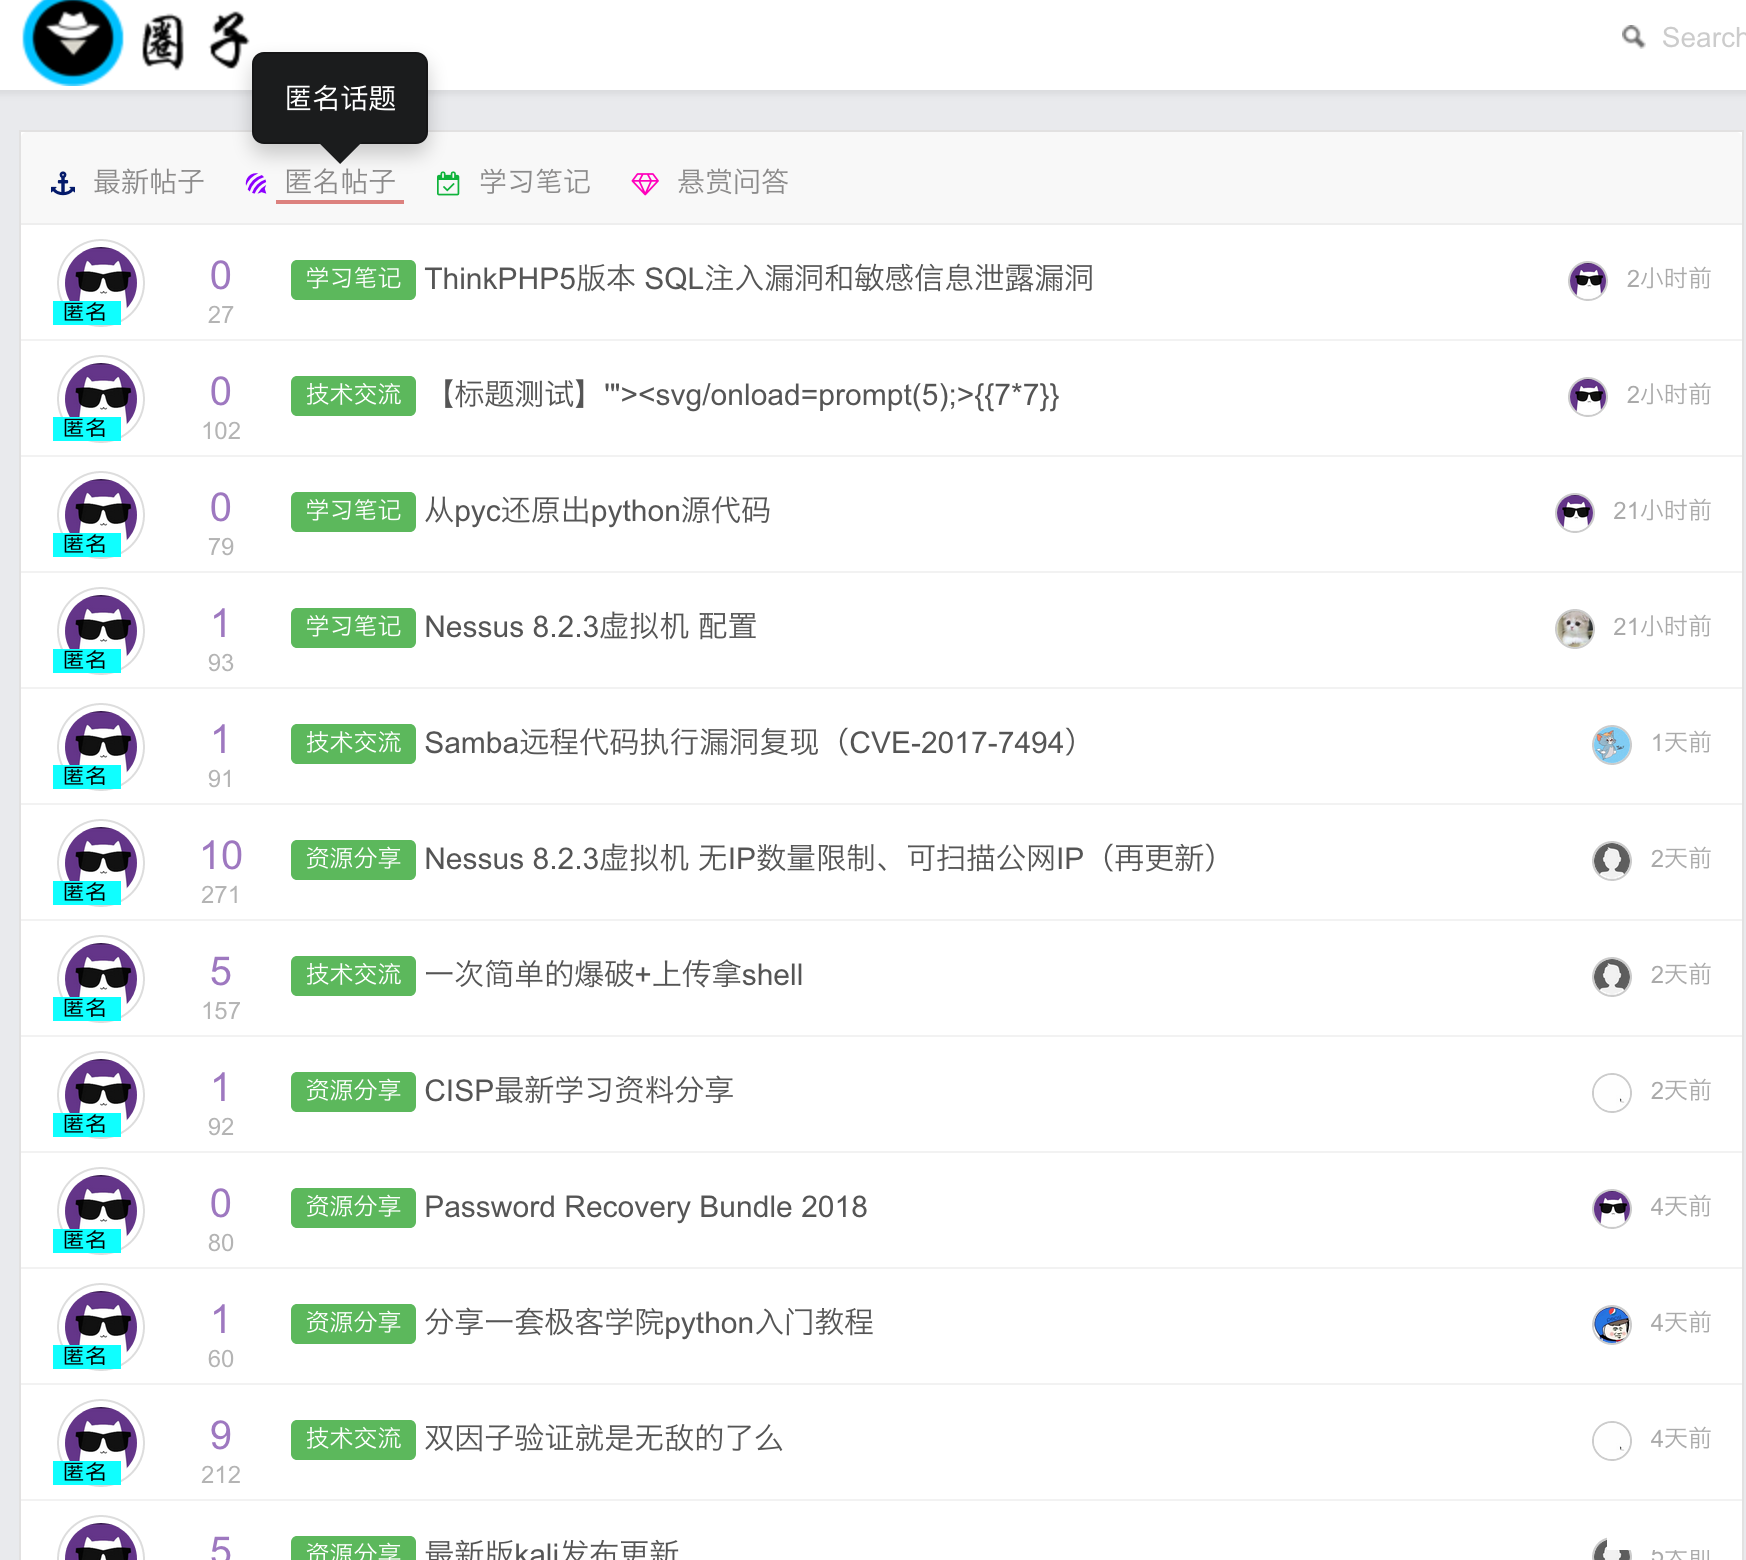 圈子
Search
匿名话题
最新帖子 匿名帖子 学习笔记 悬赏问答
匿名 0 27 学习笔记 ThinkPHP5版本 SQL注入漏洞和敏感信息泄露漏洞 2小时前
匿名 0 102 技术交流 【标题测试】'"><svg/onload=prompt(5);>{{7*7}} 2小时前
匿名 0 79 学习笔记 从pyc还原出python源代码 21小时前
匿名 1 93 学习笔记 Nessus 8.2.3虚拟机 配置 21小时前
匿名 1 91 技术交流 Samba远程代码执行漏洞复现（CVE-2017-7494） 1天前
匿名 10 271 资源分享 Nessus 8.2.3虚拟机 无IP数量限制、可扫描公网IP（再更新） 2天前
匿名 5 157 技术交流 一次简单的爆破+上传拿shell 2天前
匿名 1 92 资源分享 CISP最新学习资料分享 2天前
匿名 0 80 资源分享 Password Recovery Bundle 2018 4天前
匿名 1 60 资源分享 分享一套极客学院python入门教程 4天前
匿名 9 212 技术交流 双因子验证就是无敌的了么 4天前
5 资源分享 最新版kali发布更新 5天前